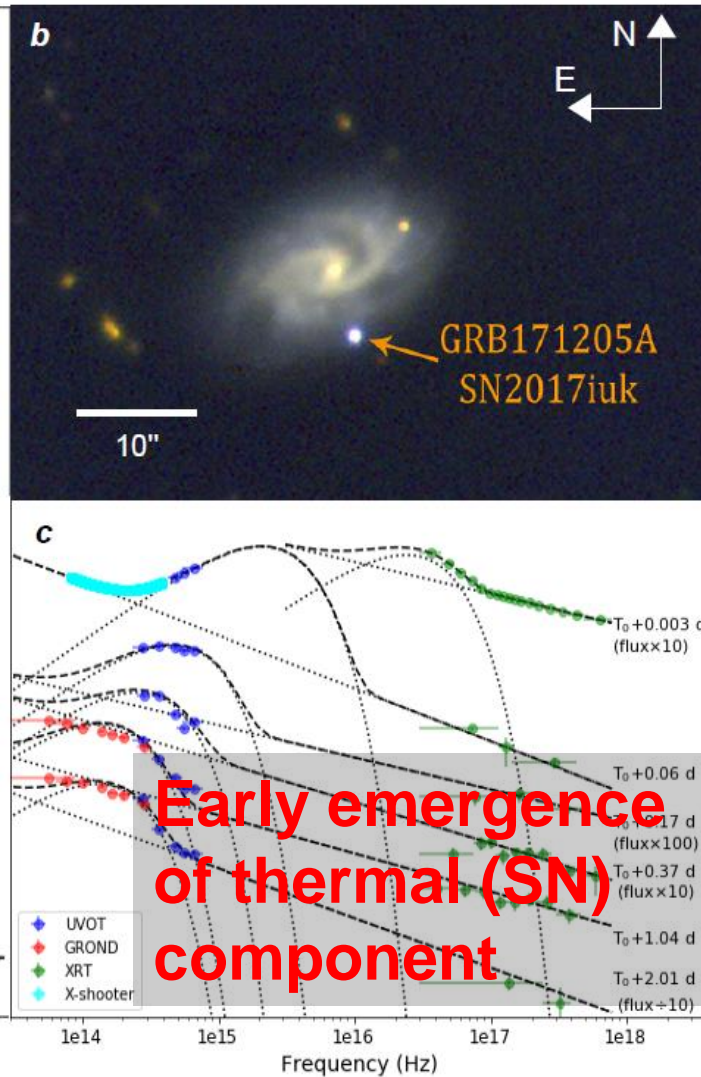 b
N
E
GRB171205A
SN2017iuk
10"
c
T₀+0.003 d
(flux×10)
T₀+0.06 d
T₀+0.17 d
(flux×100)
T₀+0.37 d
(flux×10)
T₀+1.04 d
T₀+2.01 d
(flux÷10)
Early emergence
of thermal (SN)
component
UVOT
GROND
XRT
X-shooter
1e14 1e15 1e16 1e17 1e18
Frequency (Hz)